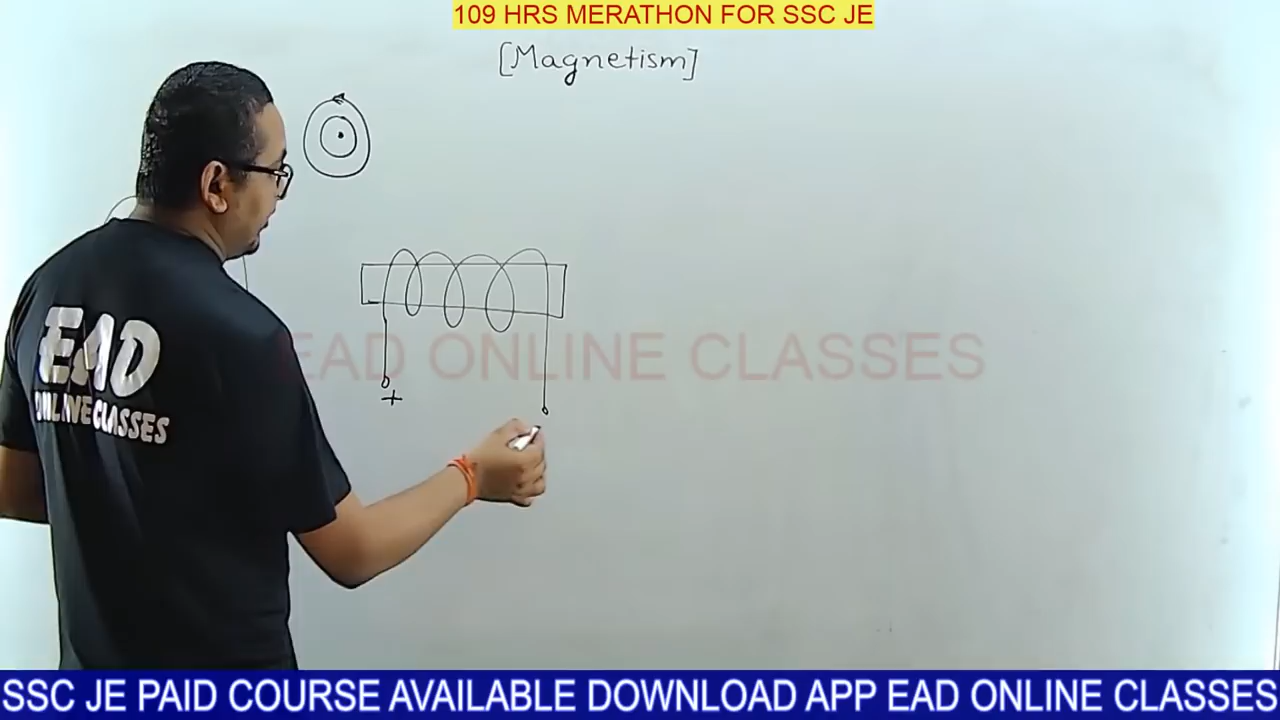 109 HRS MERATHON FOR SSC JE
[Magnetism]
EAD
ONLINE CLASSES
EAD ONLINE CLASSES
+
SSC JE PAID COURSE AVAILABLE DOWNLOAD APP EAD ONLINE CLASSES